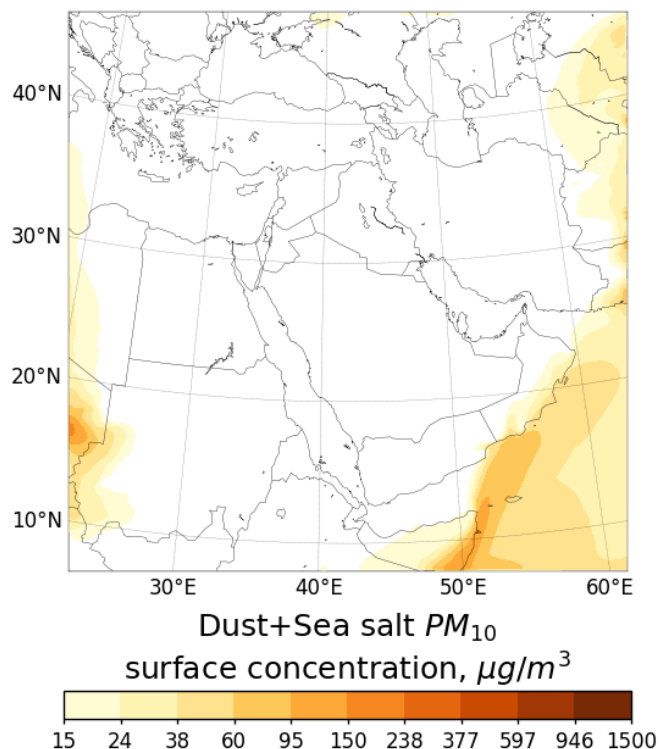 40°N
30°N
20°N
10°N
30°E 40°E 50°E 60°E
Dust+Sea salt PM₁₀
surface concentration, μg/m³
15 24 38 60 95 150 238 377 597 946 1500